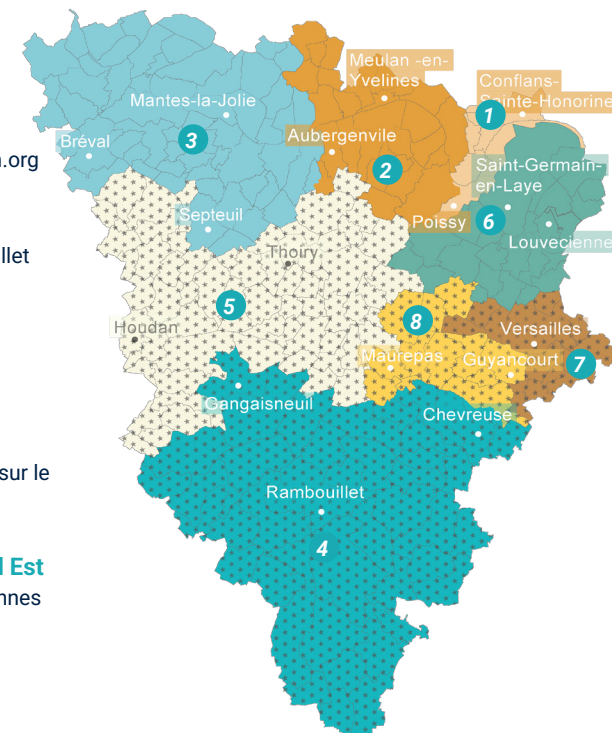 Meulan -en-
Yvelines
Conflans-
Sainte-Honorine
1
Mantes-la-Jolie
Aubergenville
3
Bréval
n.org
2
Saint-Germain-
en-Laye
Septeuil
Poissy
6
Louvecienne
llet
Thoiry
5
Houdan
8
Versailles
Maurepas
Guyancourt
7
Gangaisneuil
Chevreuse
sur le
Rambouillet
4
l Est
nnes